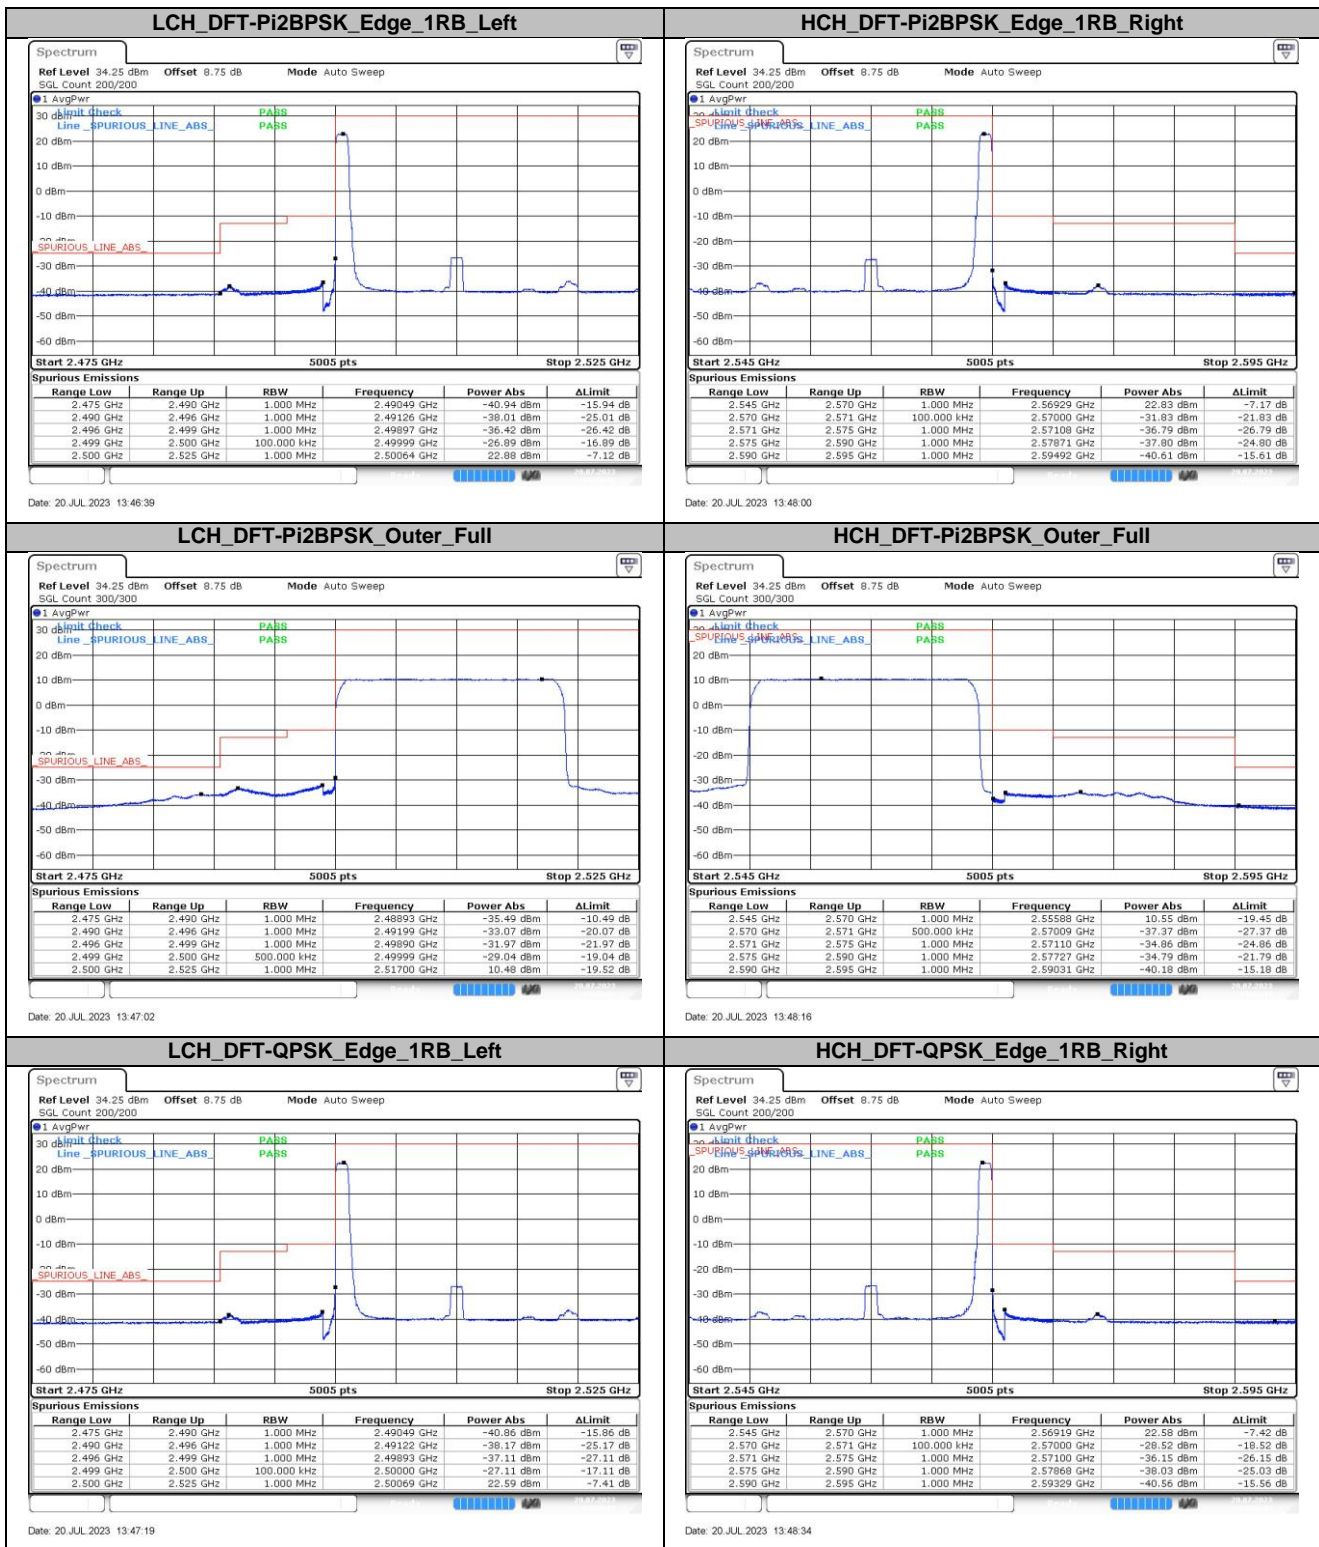 LCH_DFT-Pi2BPSK_Edge_1RB_Left
Spectrum
Ref Level 34.25 dBm Offset 8.75 dB Mode Auto Sweep
SGL Count 200/200
1 AvgPwr
Limit Check PASS
Line _SPURIOUS_LINE_ABS_ PASS
30 dBm
20 dBm
10 dBm
0 dBm
-10 dBm
-20 dBm
_SPURIOUS_LINE_ABS_
-30 dBm
-40 dBm
-50 dBm
-60 dBm
Start 2.475 GHz 5005 pts Stop 2.525 GHz
Spurious Emissions
Range Low Range Up RBW Frequency Power Abs ΔLimit
2.475 GHz 2.490 GHz 1.000 MHz 2.49049 GHz -40.94 dBm -15.94 dB
2.490 GHz 2.496 GHz 1.000 MHz 2.49126 GHz -38.01 dBm -25.01 dB
2.496 GHz 2.499 GHz 1.000 MHz 2.49897 GHz -36.42 dBm -26.42 dB
2.499 GHz 2.500 GHz 100.000 kHz 2.49999 GHz -26.89 dBm -16.89 dB
2.500 GHz 2.525 GHz 1.000 MHz 2.50064 GHz 22.88 dBm -7.12 dB
Date: 20.JUL.2023 13:46:39
HCH_DFT-Pi2BPSK_Edge_1RB_Right
Spectrum
Ref Level 34.25 dBm Offset 8.75 dB Mode Auto Sweep
SGL Count 200/200
1 AvgPwr
Limit Check PASS
Line _SPURIOUS_LINE_ABS_ PASS
20 dBm
10 dBm
0 dBm
-10 dBm
-20 dBm
-30 dBm
-40 dBm
-50 dBm
-60 dBm
Start 2.545 GHz 5005 pts Stop 2.595 GHz
Spurious Emissions
Range Low Range Up RBW Frequency Power Abs ΔLimit
2.545 GHz 2.570 GHz 1.000 MHz 2.56929 GHz 22.83 dBm -7.17 dB
2.570 GHz 2.571 GHz 100.000 kHz 2.57000 GHz -31.83 dBm -21.83 dB
2.571 GHz 2.575 GHz 1.000 MHz 2.57108 GHz -36.79 dBm -26.79 dB
2.575 GHz 2.590 GHz 1.000 MHz 2.57871 GHz -37.80 dBm -24.80 dB
2.590 GHz 2.595 GHz 1.000 MHz 2.59492 GHz -40.61 dBm -15.61 dB
Date: 20.JUL.2023 13:48:00
LCH_DFT-Pi2BPSK_Outer_Full
Spectrum
Ref Level 34.25 dBm Offset 8.75 dB Mode Auto Sweep
SGL Count 300/300
1 AvgPwr
Limit Check PASS
Line _SPURIOUS_LINE_ABS_ PASS
30 dBm
20 dBm
10 dBm
0 dBm
-10 dBm
-20 dBm
_SPURIOUS_LINE_ABS_
-30 dBm
-40 dBm
-50 dBm
-60 dBm
Start 2.475 GHz 5005 pts Stop 2.525 GHz
Spurious Emissions
Range Low Range Up RBW Frequency Power Abs ΔLimit
2.475 GHz 2.490 GHz 1.000 MHz 2.48893 GHz -35.49 dBm -10.49 dB
2.490 GHz 2.496 GHz 1.000 MHz 2.49199 GHz -33.07 dBm -20.07 dB
2.496 GHz 2.499 GHz 1.000 MHz 2.49890 GHz -31.97 dBm -21.97 dB
2.499 GHz 2.500 GHz 500.000 kHz 2.49999 GHz -29.04 dBm -19.04 dB
2.500 GHz 2.525 GHz 1.000 MHz 2.51700 GHz 10.48 dBm -19.52 dB
Date: 20.JUL.2023 13:47:02
HCH_DFT-Pi2BPSK_Outer_Full
Spectrum
Ref Level 34.25 dBm Offset 8.75 dB Mode Auto Sweep
SGL Count 300/300
1 AvgPwr
Limit Check PASS
Line _SPURIOUS_LINE_ABS_ PASS
20 dBm
10 dBm
0 dBm
-10 dBm
-20 dBm
-30 dBm
-40 dBm
-50 dBm
-60 dBm
Start 2.545 GHz 5005 pts Stop 2.595 GHz
Spurious Emissions
Range Low Range Up RBW Frequency Power Abs ΔLimit
2.545 GHz 2.570 GHz 1.000 MHz 2.55588 GHz 10.55 dBm -19.45 dB
2.570 GHz 2.571 GHz 500.000 kHz 2.57009 GHz -37.37 dBm -27.37 dB
2.571 GHz 2.575 GHz 1.000 MHz 2.57110 GHz -34.86 dBm -24.86 dB
2.575 GHz 2.590 GHz 1.000 MHz 2.57727 GHz -34.79 dBm -21.79 dB
2.590 GHz 2.595 GHz 1.000 MHz 2.59031 GHz -40.18 dBm -15.18 dB
Date: 20.JUL.2023 13:48:16
LCH_DFT-QPSK_Edge_1RB_Left
Spectrum
Ref Level 34.25 dBm Offset 8.75 dB Mode Auto Sweep
SGL Count 200/200
1 AvgPwr
Limit Check PASS
Line _SPURIOUS_LINE_ABS_ PASS
30 dBm
20 dBm
10 dBm
0 dBm
-10 dBm
-20 dBm
_SPURIOUS_LINE_ABS_
-30 dBm
-40 dBm
-50 dBm
-60 dBm
Start 2.475 GHz 5005 pts Stop 2.525 GHz
Spurious Emissions
Range Low Range Up RBW Frequency Power Abs ΔLimit
2.475 GHz 2.490 GHz 1.000 MHz 2.49049 GHz -40.86 dBm -15.86 dB
2.490 GHz 2.496 GHz 1.000 MHz 2.49122 GHz -38.17 dBm -25.17 dB
2.496 GHz 2.499 GHz 1.000 MHz 2.49893 GHz -37.11 dBm -27.11 dB
2.499 GHz 2.500 GHz 100.000 kHz 2.50000 GHz -27.11 dBm -17.11 dB
2.500 GHz 2.525 GHz 1.000 MHz 2.50069 GHz 22.59 dBm -7.41 dB
Date: 20.JUL.2023 13:47:19
HCH_DFT-QPSK_Edge_1RB_Right
Spectrum
Ref Level 34.25 dBm Offset 8.75 dB Mode Auto Sweep
SGL Count 200/200
1 AvgPwr
Limit Check PASS
Line _SPURIOUS_LINE_ABS_ PASS
20 dBm
10 dBm
0 dBm
-10 dBm
-20 dBm
-30 dBm
-40 dBm
-50 dBm
-60 dBm
Start 2.545 GHz 5005 pts Stop 2.595 GHz
Spurious Emissions
Range Low Range Up RBW Frequency Power Abs ΔLimit
2.545 GHz 2.570 GHz 1.000 MHz 2.56919 GHz 22.58 dBm -7.42 dB
2.570 GHz 2.571 GHz 100.000 kHz 2.57000 GHz -28.52 dBm -18.52 dB
2.571 GHz 2.575 GHz 1.000 MHz 2.57100 GHz -36.15 dBm -26.15 dB
2.575 GHz 2.590 GHz 1.000 MHz 2.57868 GHz -38.03 dBm -25.03 dB
2.590 GHz 2.595 GHz 1.000 MHz 2.59329 GHz -40.56 dBm -15.56 dB
Date: 20.JUL.2023 13:48:34